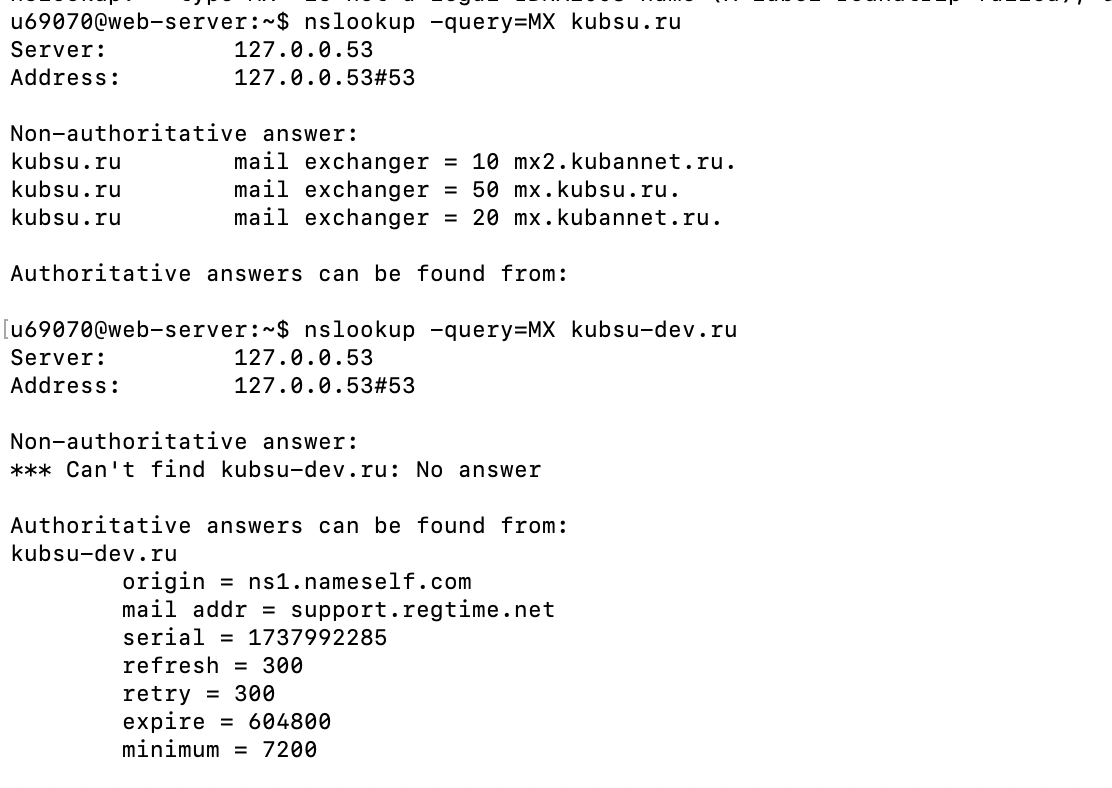 u69070@web-server:~$ nslookup -query=MX kubsu.ru
Server:         127.0.0.53
Address:        127.0.0.53#53
Non-authoritative answer:
kubsu.ru        mail exchanger = 10 mx2.kubannet.ru.
kubsu.ru        mail exchanger = 50 mx.kubsu.ru.
kubsu.ru        mail exchanger = 20 mx.kubannet.ru.
Authoritative answers can be found from:
[u69070@web-server:~$ nslookup -query=MX kubsu-dev.ru
Server:         127.0.0.53
Address:        127.0.0.53#53
Non-authoritative answer:
*** Can't find kubsu-dev.ru: No answer
Authoritative answers can be found from:
kubsu-dev.ru
        origin = ns1.nameself.com
        mail addr = support.regtime.net
        serial = 1737992285
        refresh = 300
        retry = 300
        expire = 604800
        minimum = 7200